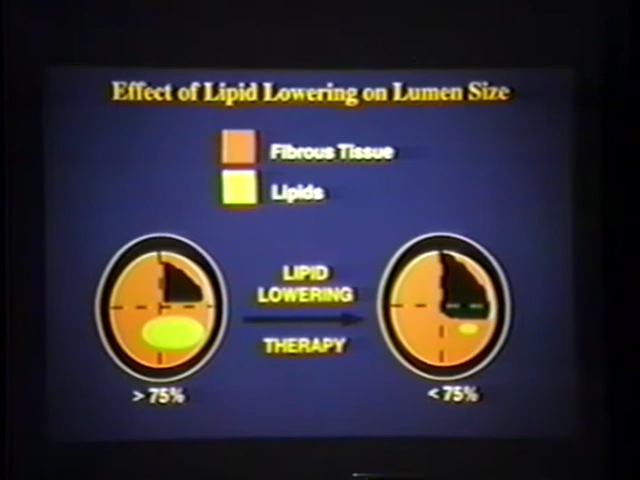 Effect of Lipid Lowering on Lumen Size
Fibrous Tissue
Lipids
LIPID
LOWERING
THERAPY
> 75%
< 75%